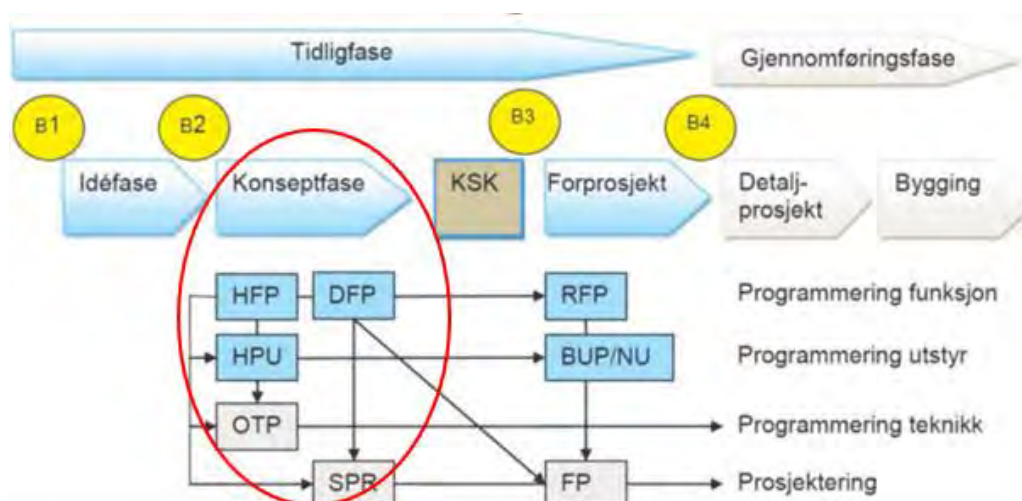 Tidligfase
Gjennomføringsfase
B1
B2
B3
B4
Idéfase
Konseptfase
KSK
Forprosjekt
Detalj-
prosjekt
Bygging
HFP
DFP
RFP
Programmering funksjon
HPU
BUP/NU
Programmering utstyr
OTP
Programmering teknikk
SPR
FP
Prosjektering